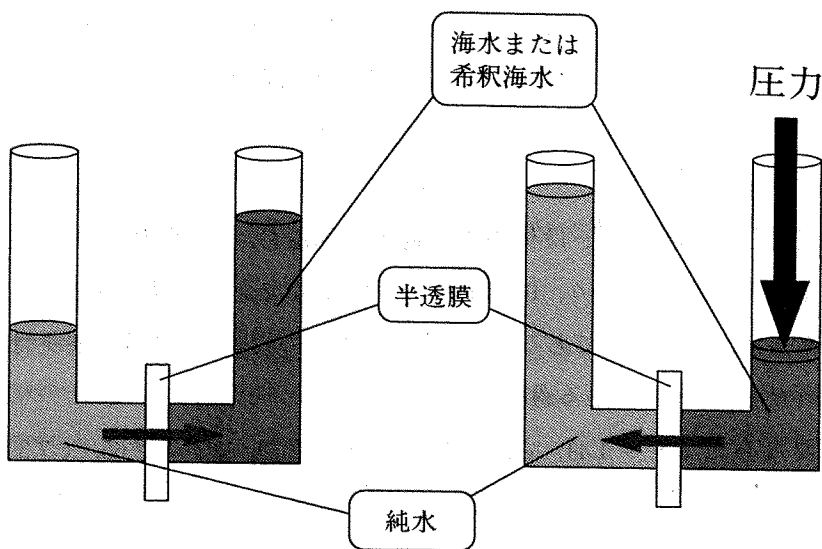 海水または
希釈海水
圧力
半透膜
純水